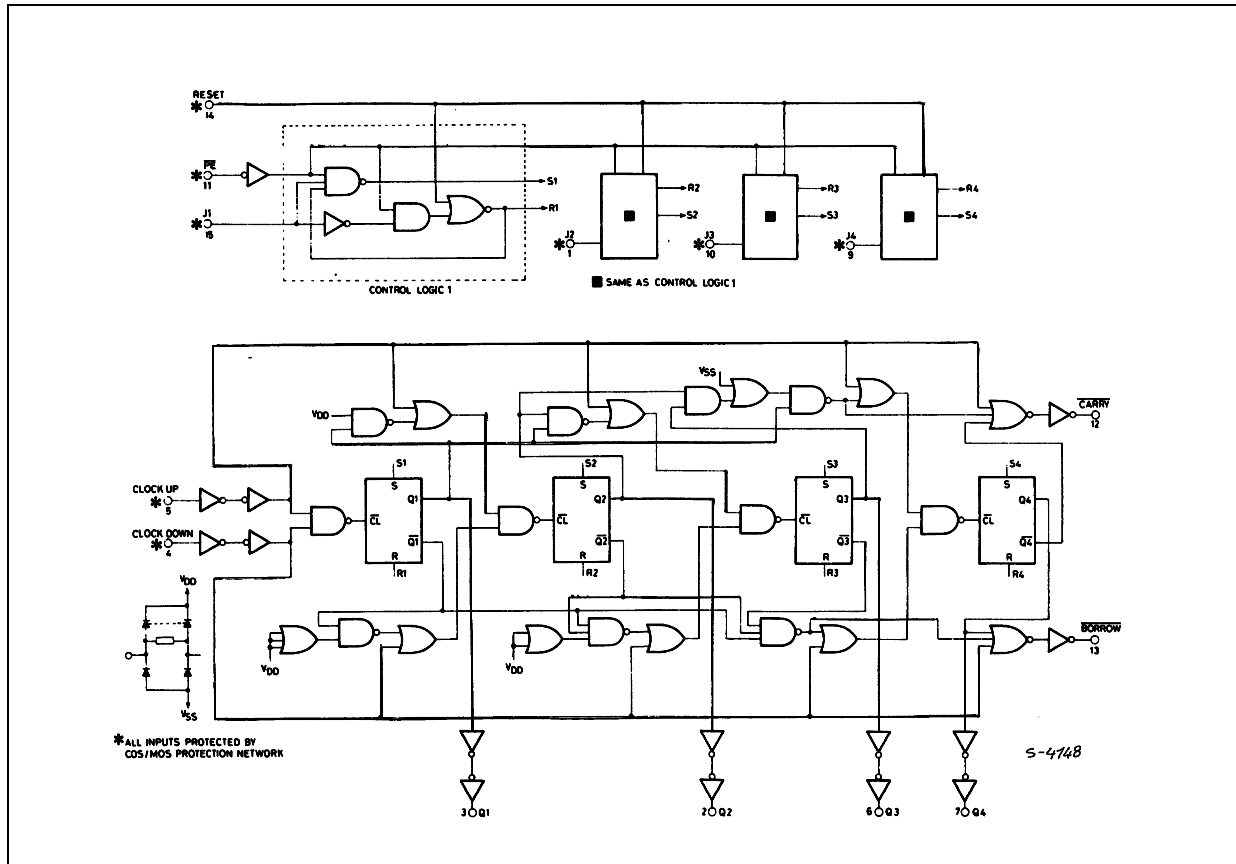 RESET
* 14
PE
* 11
J1
* 15
S1
R1
CONTROL LOGIC 1
R2
S2
J2
* 1
R3
S3
J3
* 10
R4
S4
J4
* 9
■ SAME AS CONTROL LOGIC 1
VSS
VDD
CARRY
12
CLOCK UP
* 5
CLOCK DOWN
* 4
S1
S
Q1
CL
Q1
R
R1
S2
S
Q2
CL
Q2
R
R2
S3
S
Q3
CL
Q3
R
R3
S4
S
Q4
CL
Q4
R
R4
VDD
VSS
VDD
VDD
BORROW
13
* ALL INPUTS PROTECTED BY
COS/MOS PROTECTION NETWORK
S-4748
3 Q1
2 Q2
6 Q3
7 Q4